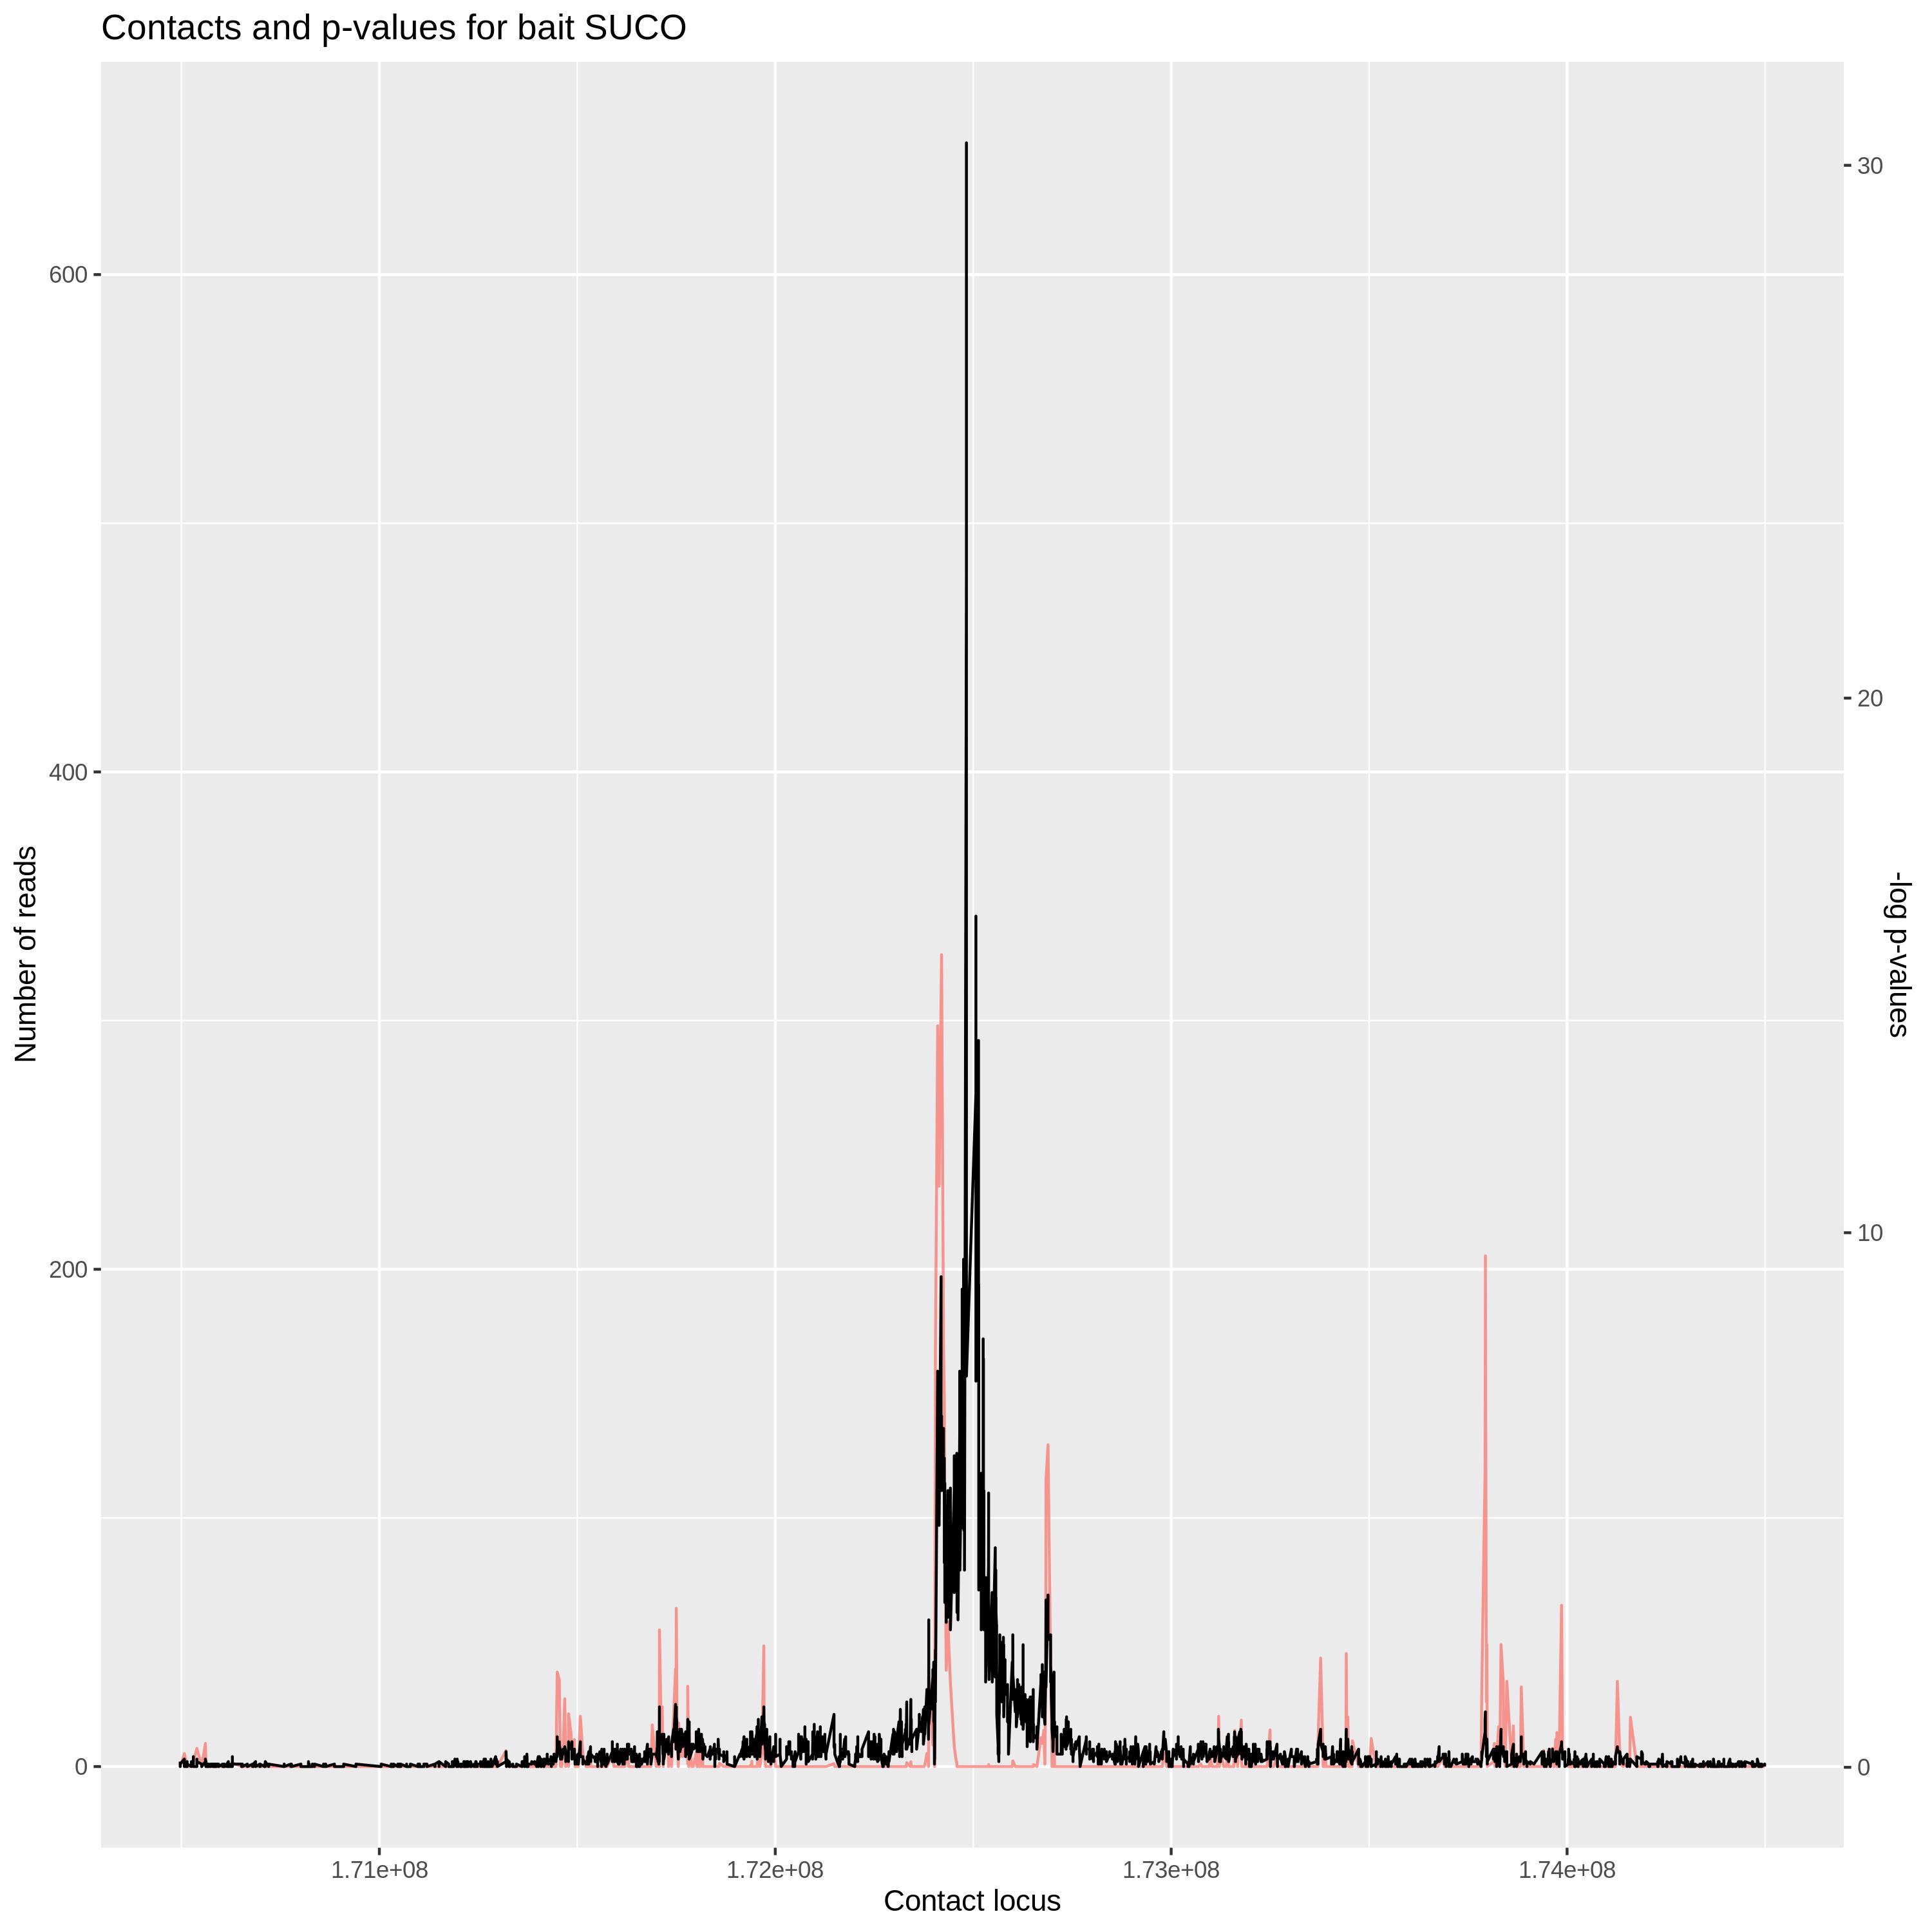 Contacts and p-values for bait SUCO
600
400
200
0
Number of reads
30
20
10
0
-log p-values
1.71e+08 1.72e+08 1.73e+08 1.74e+08
Contact locus